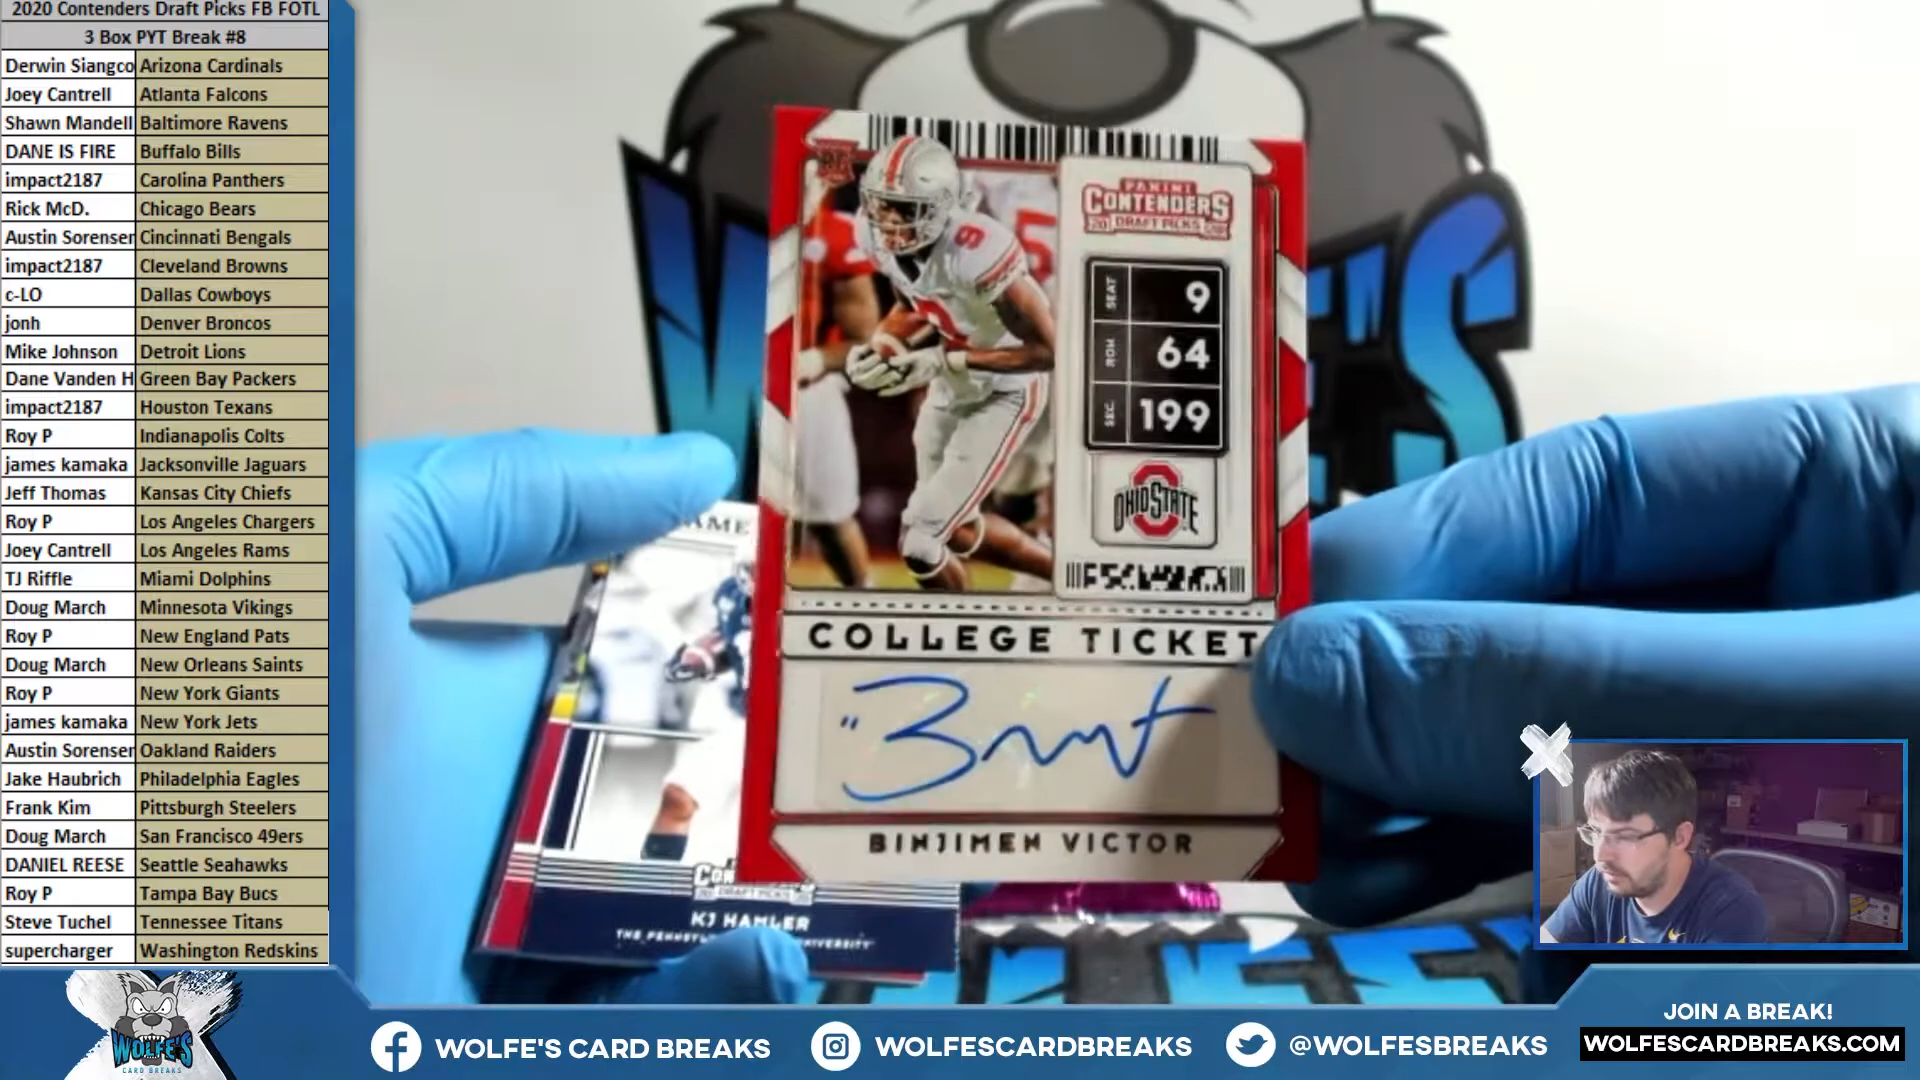 2020 Contenders Draft Picks FB FOTL
3 Box PYT Break #8
Derwin Siangco Arizona Cardinals
Joey Cantrell Atlanta Falcons
Shawn Mandell Baltimore Ravens
DANE IS FIRE Buffalo Bills
impact2187 Carolina Panthers
Rick McD. Chicago Bears
Austin Sorensen Cincinnati Bengals
impact2187 Cleveland Browns
c-LO Dallas Cowboys
jonh Denver Broncos
Mike Johnson Detroit Lions
Dane Vanden H Green Bay Packers
impact2187 Houston Texans
Roy P Indianapolis Colts
james kamaka Jacksonville Jaguars
Jeff Thomas Kansas City Chiefs
Roy P Los Angeles Chargers
Joey Cantrell Los Angeles Rams
TJ Riffle Miami Dolphins
Doug March Minnesota Vikings
Roy P New England Pats
Doug March New Orleans Saints
Roy P New York Giants
james kamaka New York Jets
Austin Sorensen Oakland Raiders
Jake Haubrich Philadelphia Eagles
Frank Kim Pittsburgh Steelers
Doug March San Francisco 49ers
DANIEL REESE Seattle Seahawks
Roy P Tampa Bay Bucs
Steve Tuchel Tennessee Titans
supercharger Washington Redskins
PANINI
CONTENDERS
20 DRAFT PICKS 20
SEAT 9
ROW 64
SEC. 199
OHIO STATE
COLLEGE TICKET
BINJIMEN VICTOR
KJ HAMLER
WOLFE'S
CARD BREAKS
WOLFE'S CARD BREAKS
WOLFESCARDBREAKS
@WOLFESBREAKS
JOIN A BREAK!
WOLFESCARDBREAKS.COM